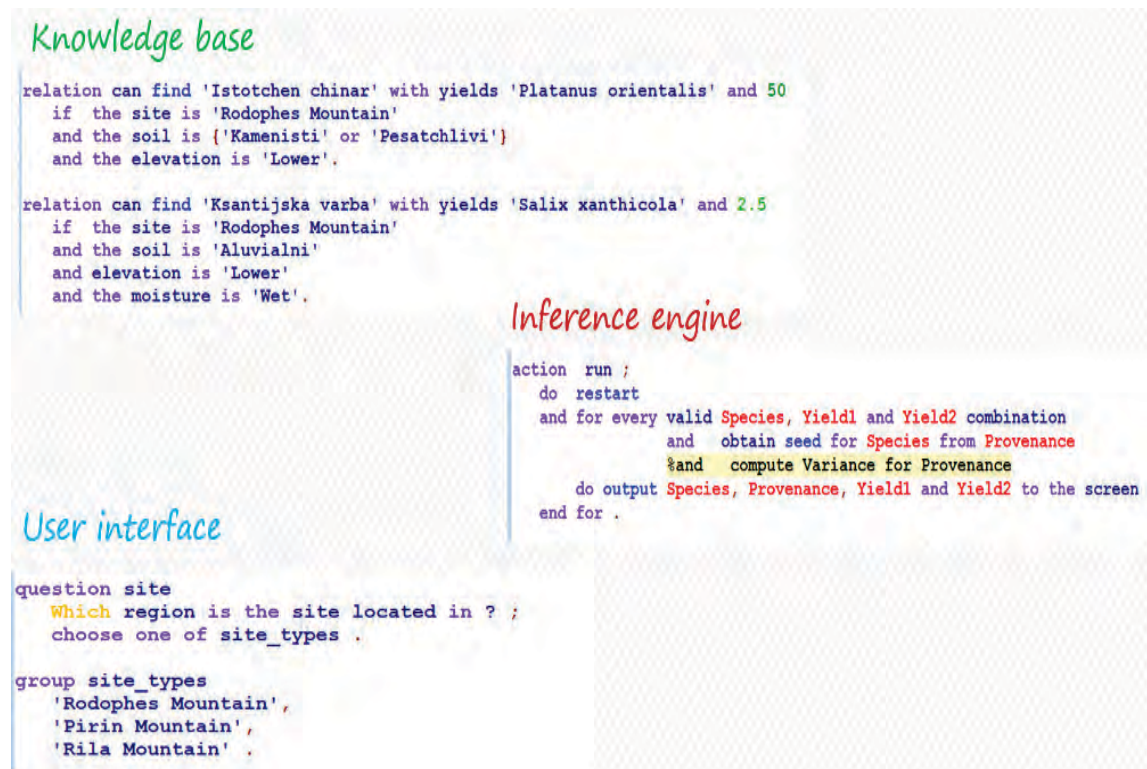 Knowledge base
relation can find 'Istotchen chinar' with yields 'Platanus orientalis' and 50
if the site is 'Rodophes Mountain'
and the soil is {'Kamenisti' or 'Pesatchlivi'}
and the elevation is 'Lower'.
relation can find 'Ksantijska varba' with yields 'Salix xanthicola' and 2.5
if the site is 'Rodophes Mountain'
and the soil is 'Aluvialni'
and elevation is 'Lower'
and the moisture is 'Wet'.
Inference engine
action run ;
do restart
and for every valid Species, Yield1 and Yield2 combination
and obtain seed for Species from Provenance
%and compute Variance for Provenance
do output Species, Provenance, Yield1 and Yield2 to the screen
end for .
User interface
question site
Which region is the site located in ? ;
choose one of site_types .
group site_types
'Rodophes Mountain',
'Pirin Mountain',
'Rila Mountain' .